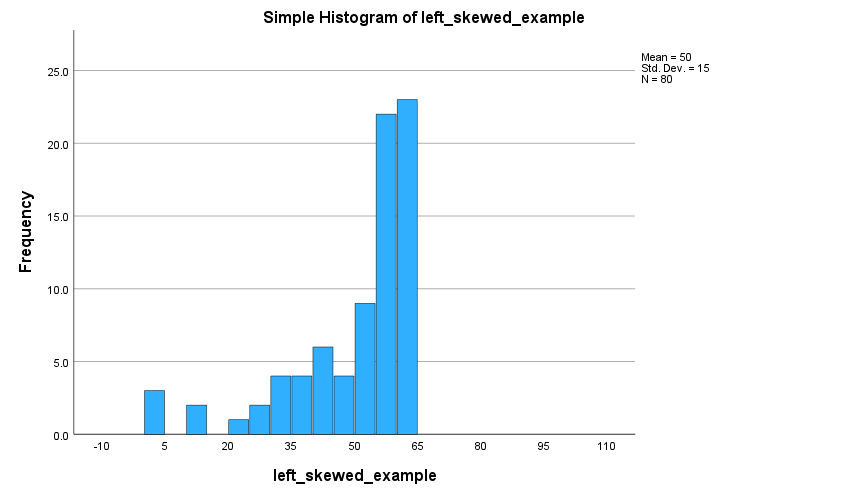 Simple Histogram of left_skewed_example
Mean = 50
Std. Dev. = 15
N = 80
25.0
20.0
15.0
10.0
5.0
0.0
Frequency
-10 5 20 35 50 65 80 95 110
left_skewed_example